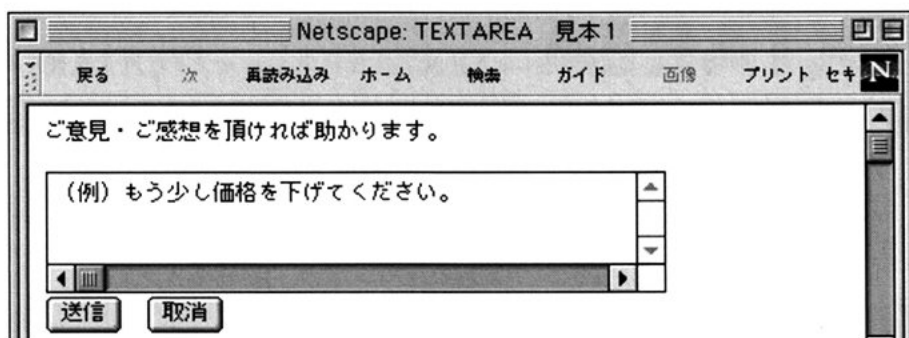 Netscape: TEXTAREA 見本1
戻る 次 再読み込み ホーム 検索 ガイド 画像 プリント セキ N
ご意見・ご感想を頂ければ助かります。
（例）もう少し価格を下げてください。
送信 取消